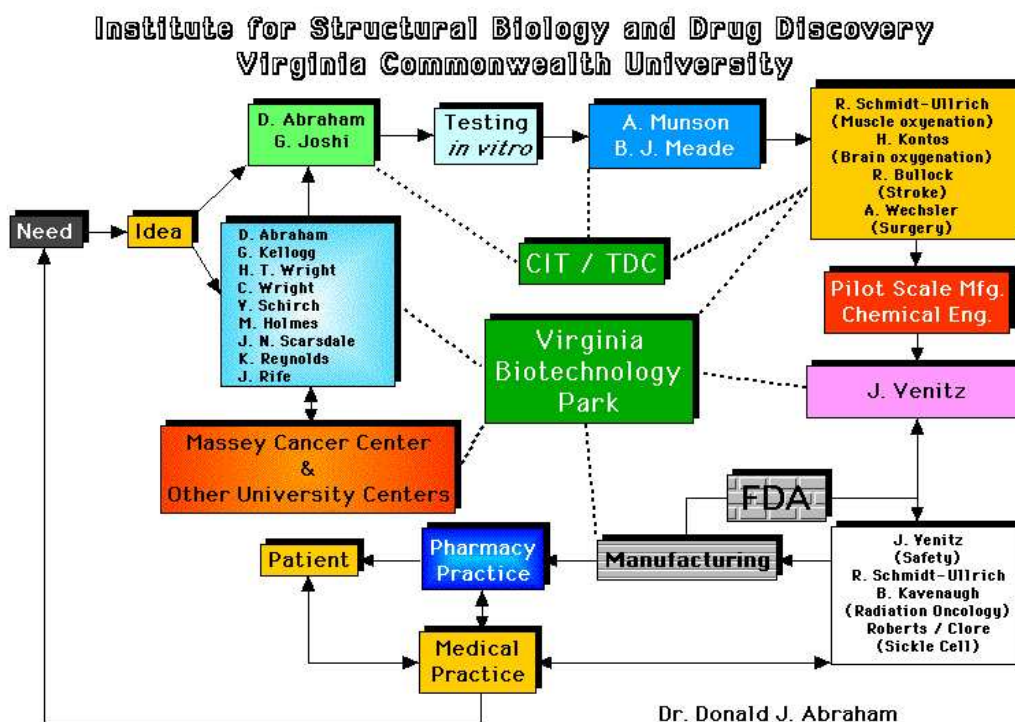 Institute for Structural Biology and Drug Discovery
Virginia Commonwealth University
D. Abraham
G. Joshi
Testing
in vitro
A. Munson
B. J. Meade
R. Schmidt-Ullrich
(Muscle oxygenation)
H. Kontos
(Brain oxygenation)
R. Bullock
(Stroke)
A. Wechsler
(Surgery)
Need
Idea
D. Abraham
G. Kellogg
H. T. Wright
C. Wright
V. Schirch
M. Holmes
J. N. Scarsdale
K. Reynolds
J. Rife
CIT / TDC
Pilot Scale Mfg.
Chemical Eng.
Virginia
Biotechnology
Park
J. Venitz
Massey Cancer Center
&
Other University Centers
FDA
Patient
Pharmacy
Practice
Manufacturing
J. Venitz
(Safety)
R. Schmidt-Ullrich
B. Kavenaugh
(Radiation Oncology)
Roberts / Clore
(Sickle Cell)
Medical
Practice
Dr. Donald J. Abraham